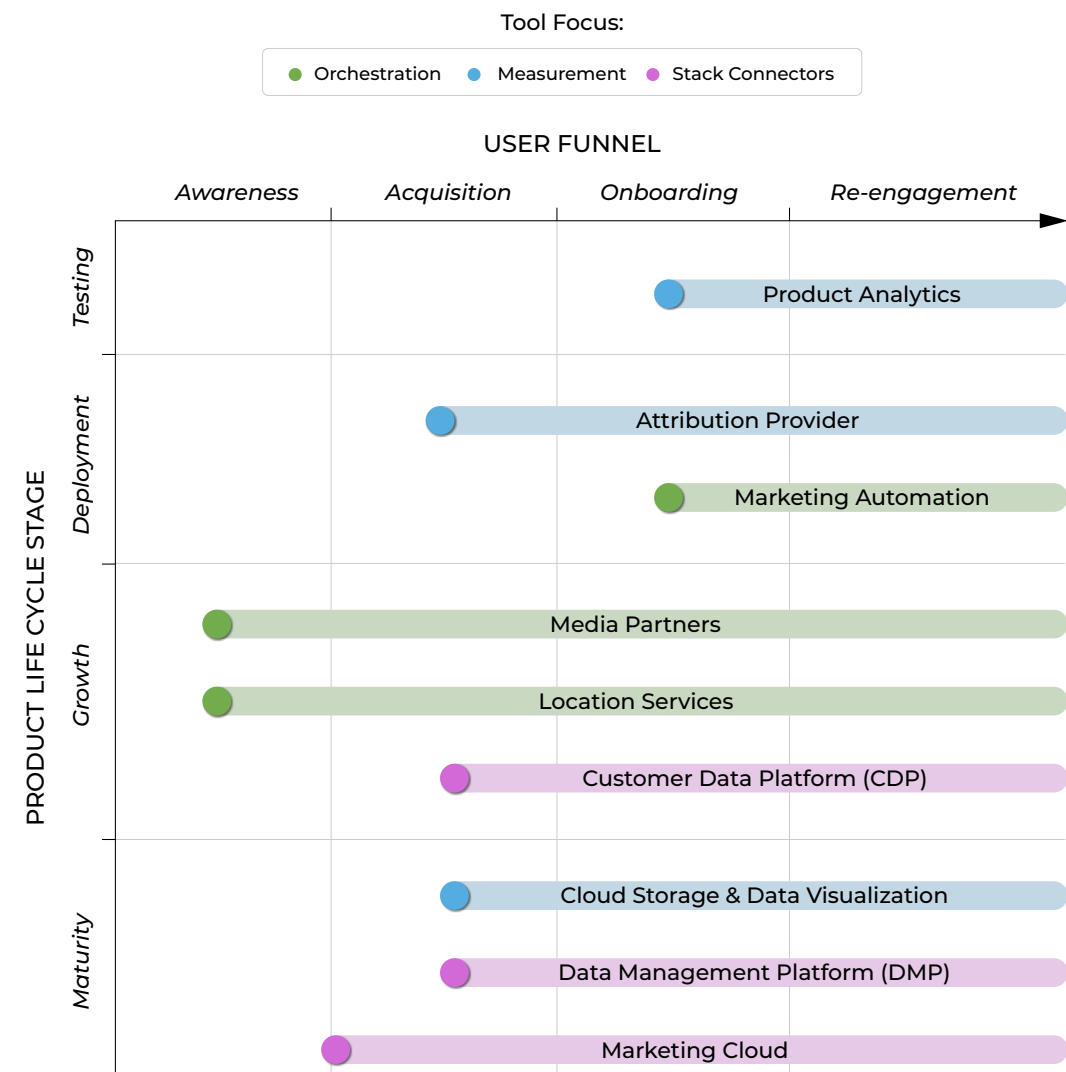 Tool Focus:
Orchestration Measurement Stack Connectors
USER FUNNEL
Awareness Acquisition Onboarding Re-engagement
PRODUCT LIFE CYCLE STAGE
Testing
Product Analytics
Deployment
Attribution Provider
Marketing Automation
Growth
Media Partners
Location Services
Customer Data Platform (CDP)
Maturity
Cloud Storage & Data Visualization
Data Management Platform (DMP)
Marketing Cloud